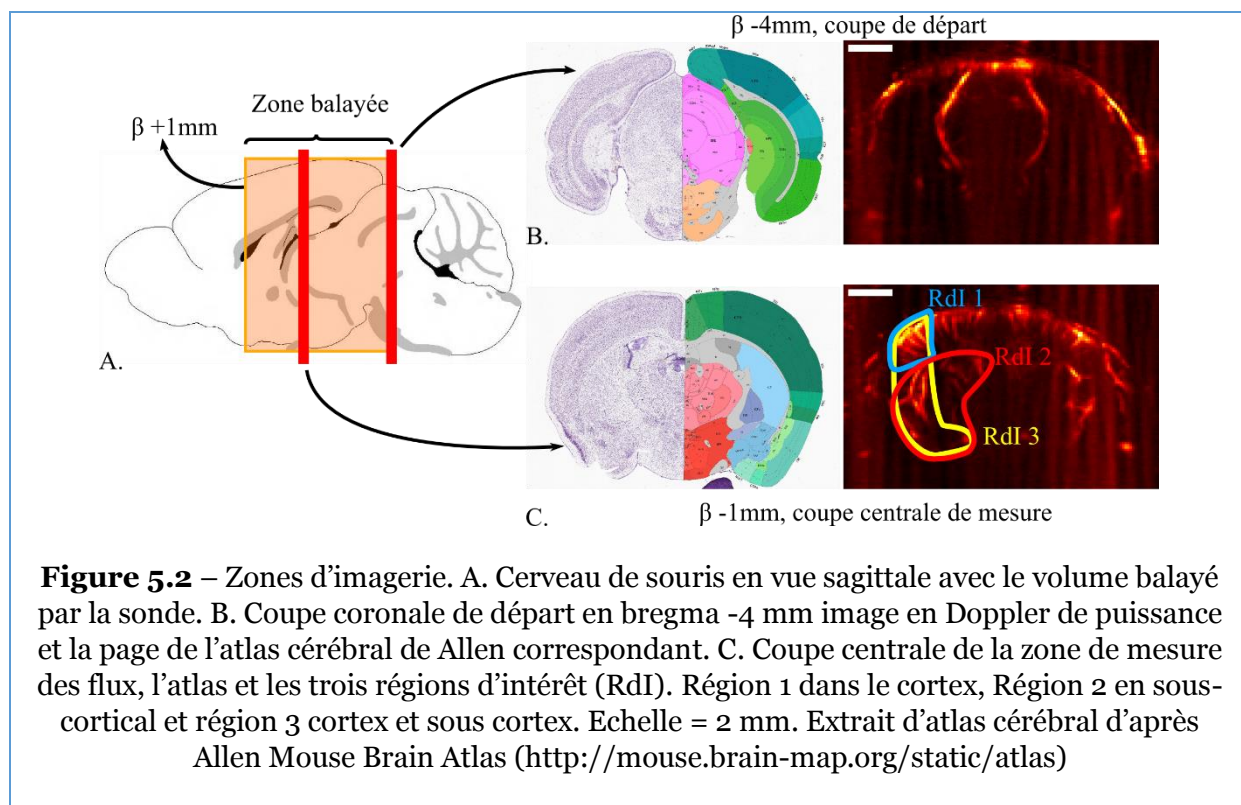 β -4mm, coupe de départ
Zone balayée
β +1mm
A.
B.
RdI 1
RdI 2
RdI 3
C.
β -1mm, coupe centrale de mesure
Figure 5.2 – Zones d'imagerie. A. Cerveau de souris en vue sagittale avec le volume balayé
par la sonde. B. Coupe coronale de départ en bregma -4 mm image en Doppler de puissance
et la page de l'atlas cérébral de Allen correspondant. C. Coupe centrale de la zone de mesure
des flux, l'atlas et les trois régions d'intérêt (RdI). Région 1 dans le cortex, Région 2 en sous-
cortical et région 3 cortex et sous cortex. Echelle = 2 mm. Extrait d'atlas cérébral d'après
Allen Mouse Brain Atlas (http://mouse.brain-map.org/static/atlas)